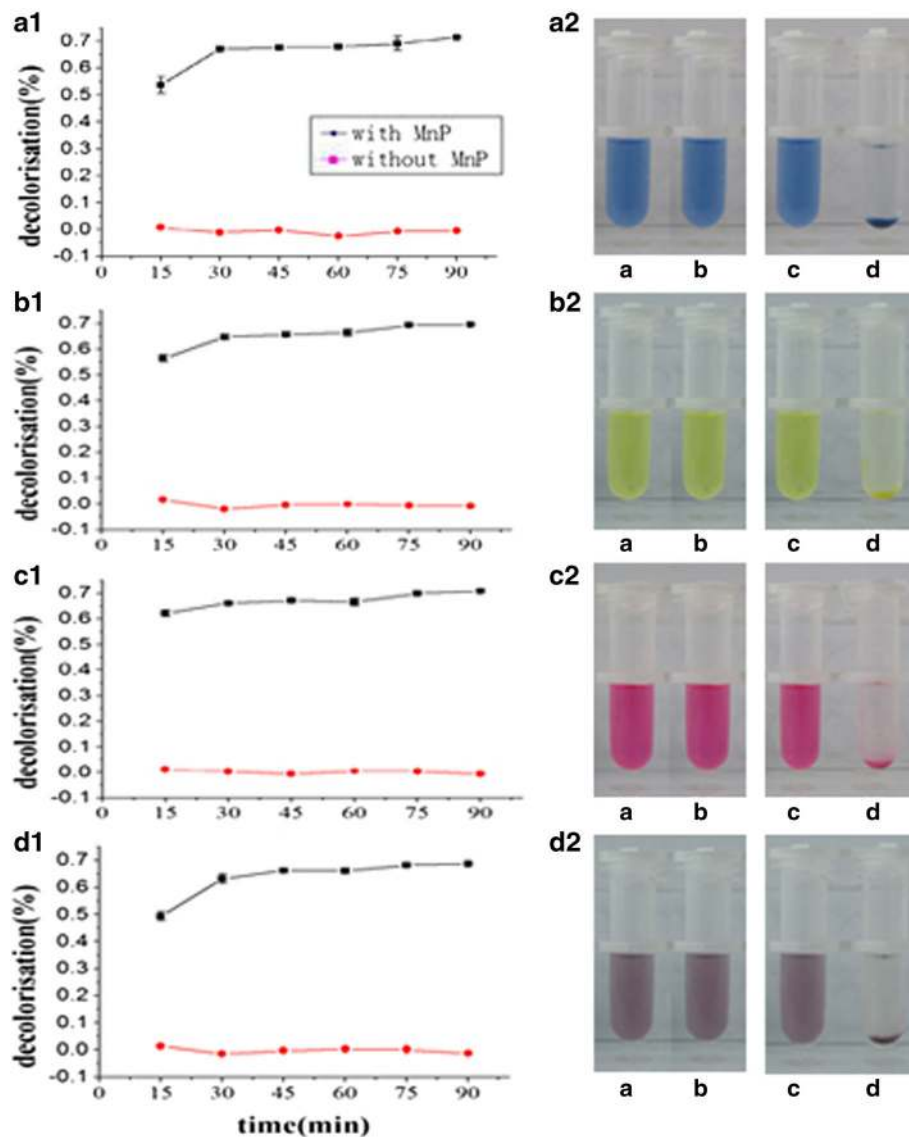 a1
decolorisation(%)
0.7
0.6
0.5
0.4
0.3
0.2
0.1
0.0
-0.1
0 15 30 45 60 75 90
with MnP
without MnP
a2
a b c d
b1
decolorisation(%)
0.7
0.6
0.5
0.4
0.3
0.2
0.1
0.0
-0.1
0 15 30 45 60 75 90
b2
a b c d
c1
decolorisation(%)
0.7
0.6
0.5
0.4
0.3
0.2
0.1
0.0
-0.1
0 15 30 45 60 75 90
c2
a b c d
d1
decolorisation(%)
0.7
0.6
0.5
0.4
0.3
0.2
0.1
0.0
-0.1
0 15 30 45 60 75 90
time(min)
d2
a b c d